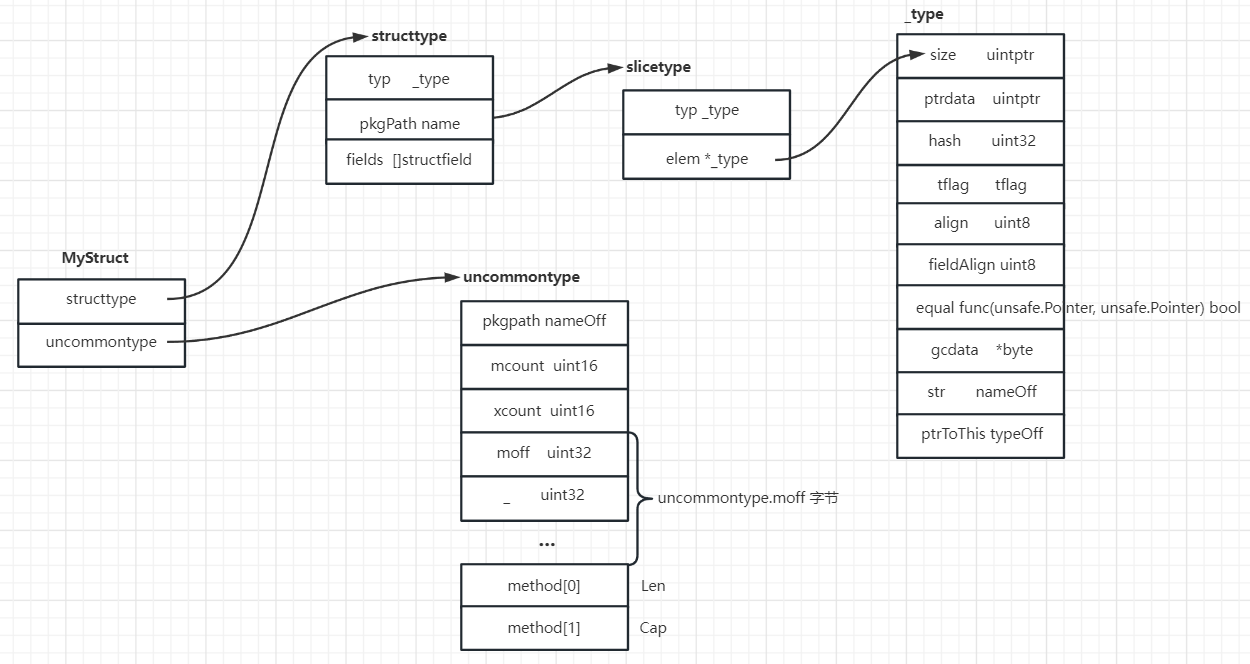 structtype
typ _type
pkgPath name
fields []structfield
slicetype
typ _type
elem *_type
_type
size uintptr
ptrdata uintptr
hash uint32
tflag tflag
align uint8
fieldAlign uint8
equal func(unsafe.Pointer, unsafe.Pointer) bool
gcdata *byte
str nameOff
ptrToThis typeOff
MyStruct
structtype
uncommontype
uncommontype
pkgpath nameOff
mcount uint16
xcount uint16
moff uint32
_ uint32
uncommontype.moff 字节
...
method[0] Len
method[1] Cap